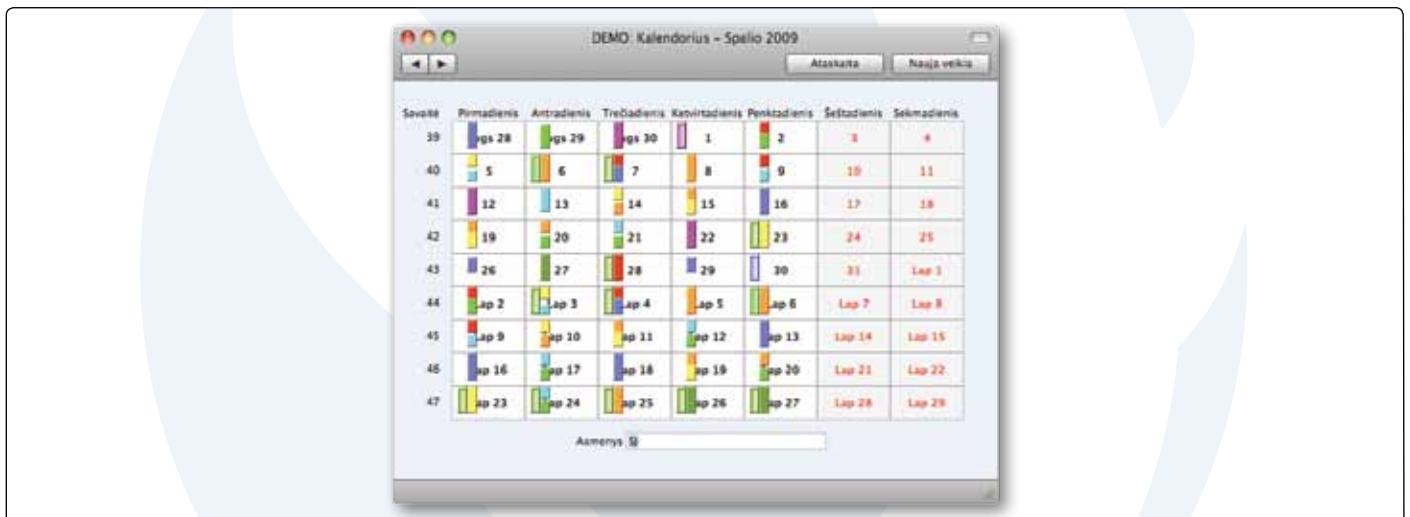 DEMO: Kalendorius – Spalio 2009
Ataskaita Nauja veikla
Savaitė Pirmadienis Antradienis Trečiadienis Ketvirtadienis Penktadienis Šeštadienis Sekmadienis
39 gs 28 gs 29 gs 30 1 2 3 4
40 5 6 7 8 9 10 11
41 12 13 14 15 16 17 18
42 19 20 21 22 23 24 25
43 26 27 28 29 30 31 Lap 1
44 Lap 2 Lap 3 Lap 4 Lap 5 Lap 6 Lap 7 Lap 8
45 Lap 9 ap 10 ap 11 ap 12 ap 13 Lap 14 Lap 15
46 ap 16 ap 17 ap 18 ap 19 ap 20 Lap 21 Lap 22
47 ap 23 ap 24 ap 25 ap 26 ap 27 Lap 28 Lap 29
Asmenys